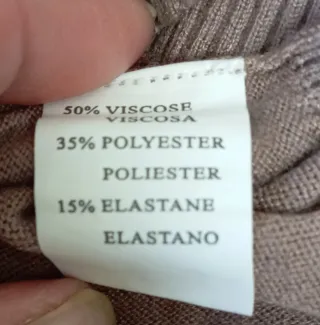 50% VISCOSE
VISCOSA
35% POLYESTER
POLIESTER
15% ELASTANE
ELASTANO